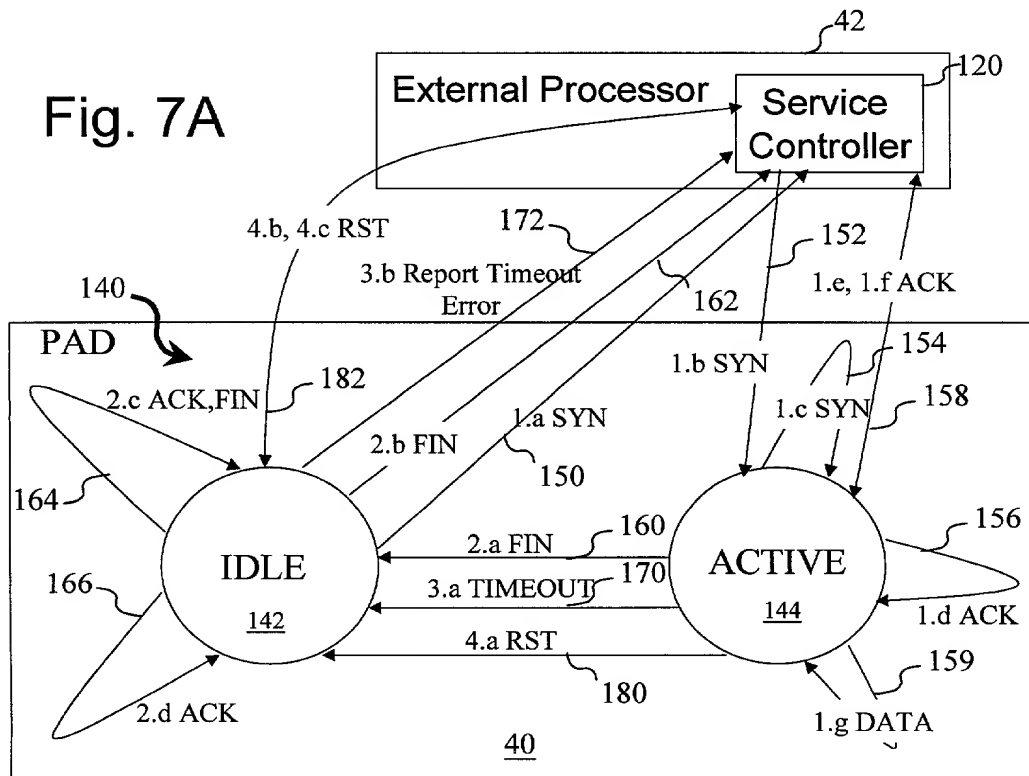 Fig. 7A
42
120
External Processor
Service
Controller
4.b, 4.c RST
172
152
3.b Report Timeout
Error
162
1.e, 1.f ACK
140
PAD
154
1.b SYN
2.c ACK,FIN
182
1.c SYN
158
1.a SYN
2.b FIN
150
164
160
156
2.a FIN
IDLE
ACTIVE
166
170
3.a TIMEOUT
142
144
1.d ACK
4.a RST
159
180
2.d ACK
1.g DATA
40